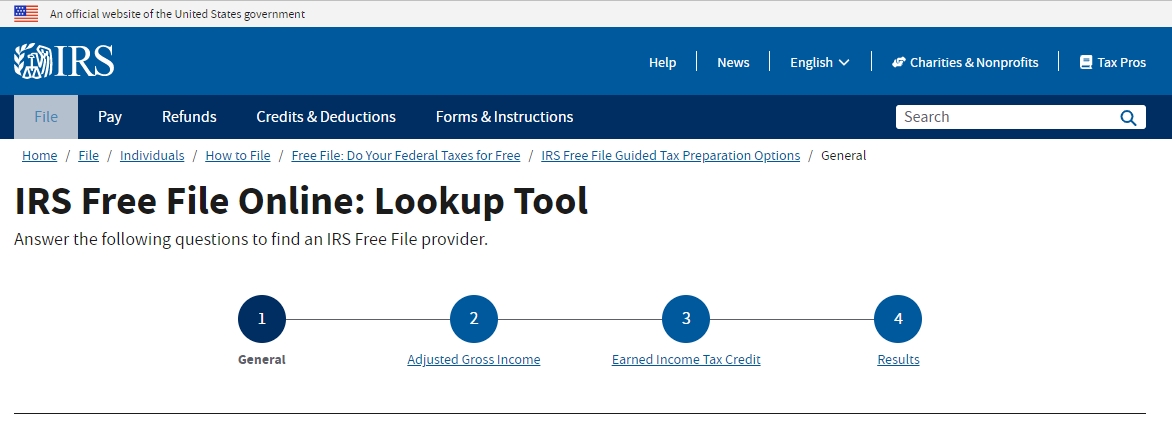 An official website of the United States government
IRS
Help News English Charities & Nonprofits Tax Pros
File Pay Refunds Credits & Deductions Forms & Instructions Search
Home / File / Individuals / How to File / Free File: Do Your Federal Taxes for Free / IRS Free File Guided Tax Preparation Options / General
IRS Free File Online: Lookup Tool
Answer the following questions to find an IRS Free File provider.
1 2 3 4
General Adjusted Gross Income Earned Income Tax Credit Results